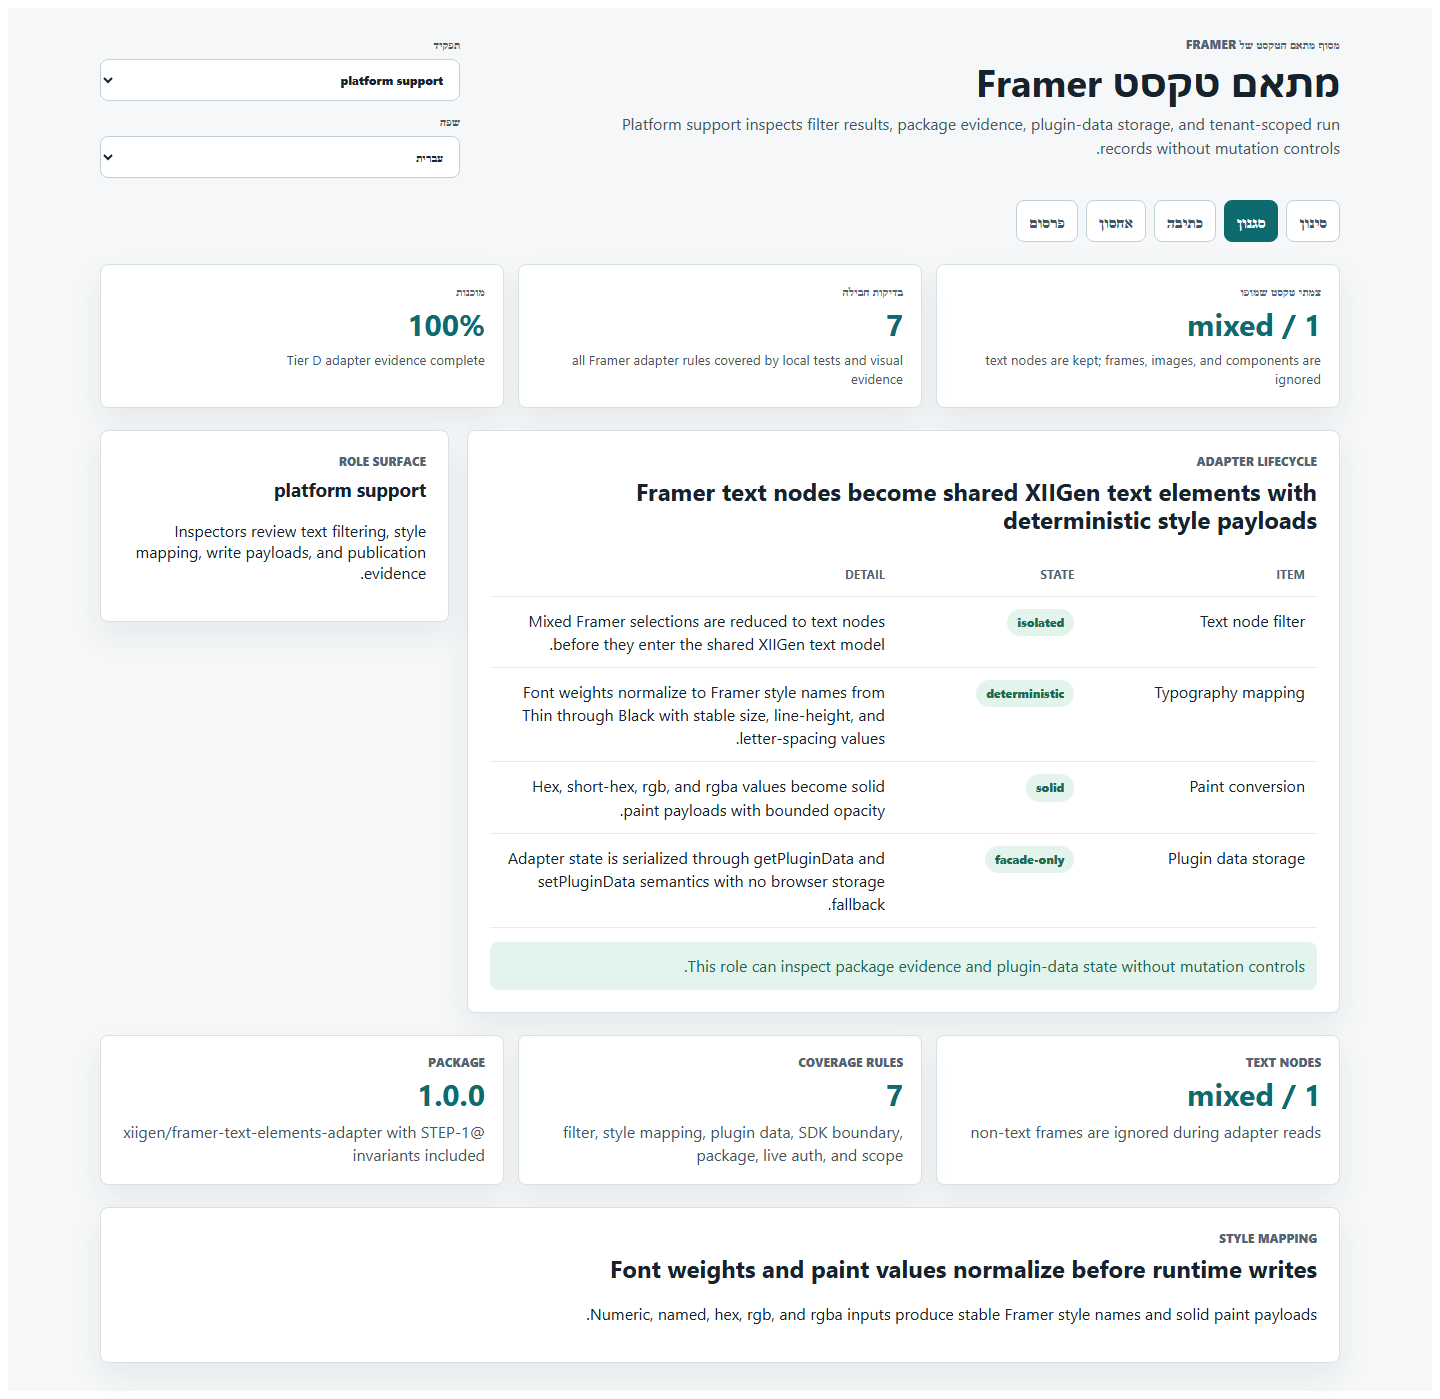 מסוף מתאם הטקסט של FRAMER
מתאם טקסט Framer
Platform support inspects filter results, package evidence, plugin-data storage, and tenant-scoped run
records without mutation controls.
תפקיד
platform support
שפה
עברית
סינון
סגנון
כתיבה
אחסון
פרסום
צמתי טקסט שמופו
mixed / 1
text nodes are kept; frames, images, and components are
ignored
בדיקות חבילה
7
all Framer adapter rules covered by local tests and visual
evidence
מוכנות
100%
Tier D adapter evidence complete
ADAPTER LIFECYCLE
Framer text nodes become shared XIIGen text elements with
deterministic style payloads
ITEM STATE DETAIL
Text node filter
isolated
Mixed Framer selections are reduced to text nodes
before they enter the shared XIIGen text model.
Typography mapping
deterministic
Font weights normalize to Framer style names from
Thin through Black with stable size, line-height, and
letter-spacing values.
Paint conversion
solid
Hex, short-hex, rgb, and rgba values become solid
paint payloads with bounded opacity.
Plugin data storage
facade-only
Adapter state is serialized through getPluginData and
setPluginData semantics with no browser storage
fallback.
This role can inspect package evidence and plugin-data state without mutation controls.
ROLE SURFACE
platform support
Inspectors review text filtering, style
mapping, write payloads, and publication
evidence.
TEXT NODES
mixed / 1
non-text frames are ignored during adapter reads
COVERAGE RULES
7
filter, style mapping, plugin data, SDK boundary,
package, live auth, and scope
PACKAGE
1.0.0
@xiigen/framer-text-elements-adapter with STEP-1
invariants included
STYLE MAPPING
Font weights and paint values normalize before runtime writes
Numeric, named, hex, rgb, and rgba inputs produce stable Framer style names and solid paint payloads.